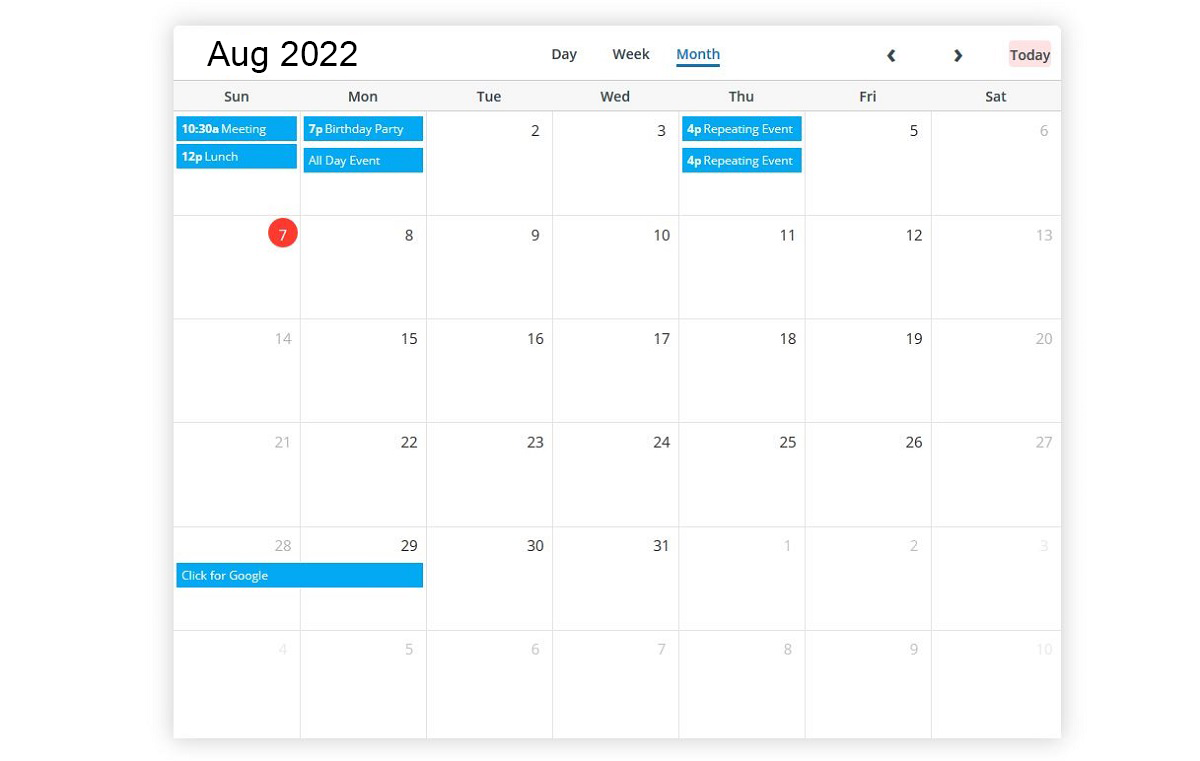 Aug 2022 Day Week Month Today
Sun Mon Tue Wed Thu Fri Sat
10:30a Meeting 7p Birthday Party 2 3 4p Repeating Event 5 6
12p Lunch All Day Event 4p Repeating Event
7 8 9 10 11 12 13
14 15 16 17 18 19 20
21 22 23 24 25 26 27
28 29 30 31 1 2 3
Click for Google
4 5 6 7 8 9 10